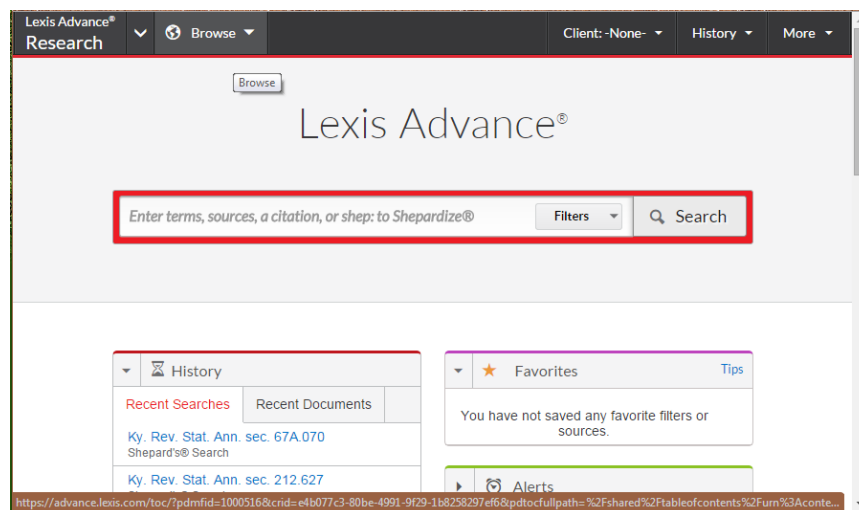 Lexis Advance®
Research
Browse
Client: -None-
History
More
Browse
Lexis Advance®
Enter terms, sources, a citation, or shep: to Shepardize®
Filters
Search
History
Recent Searches
Recent Documents
Ky. Rev. Stat. Ann. sec. 67A.070
Shepard's® Search
Ky. Rev. Stat. Ann. sec. 212.627
Favorites
Tips
You have not saved any favorite filters or
sources.
Alerts
https://advance.lexis.com/toc/?pdmfid=1000516&crid=e4b077c3-80be-4991-9f29-1b8258297ef6&pdtocfullpath=%2Fshared%2Ftableofcontents%2Furn%3Aconte...